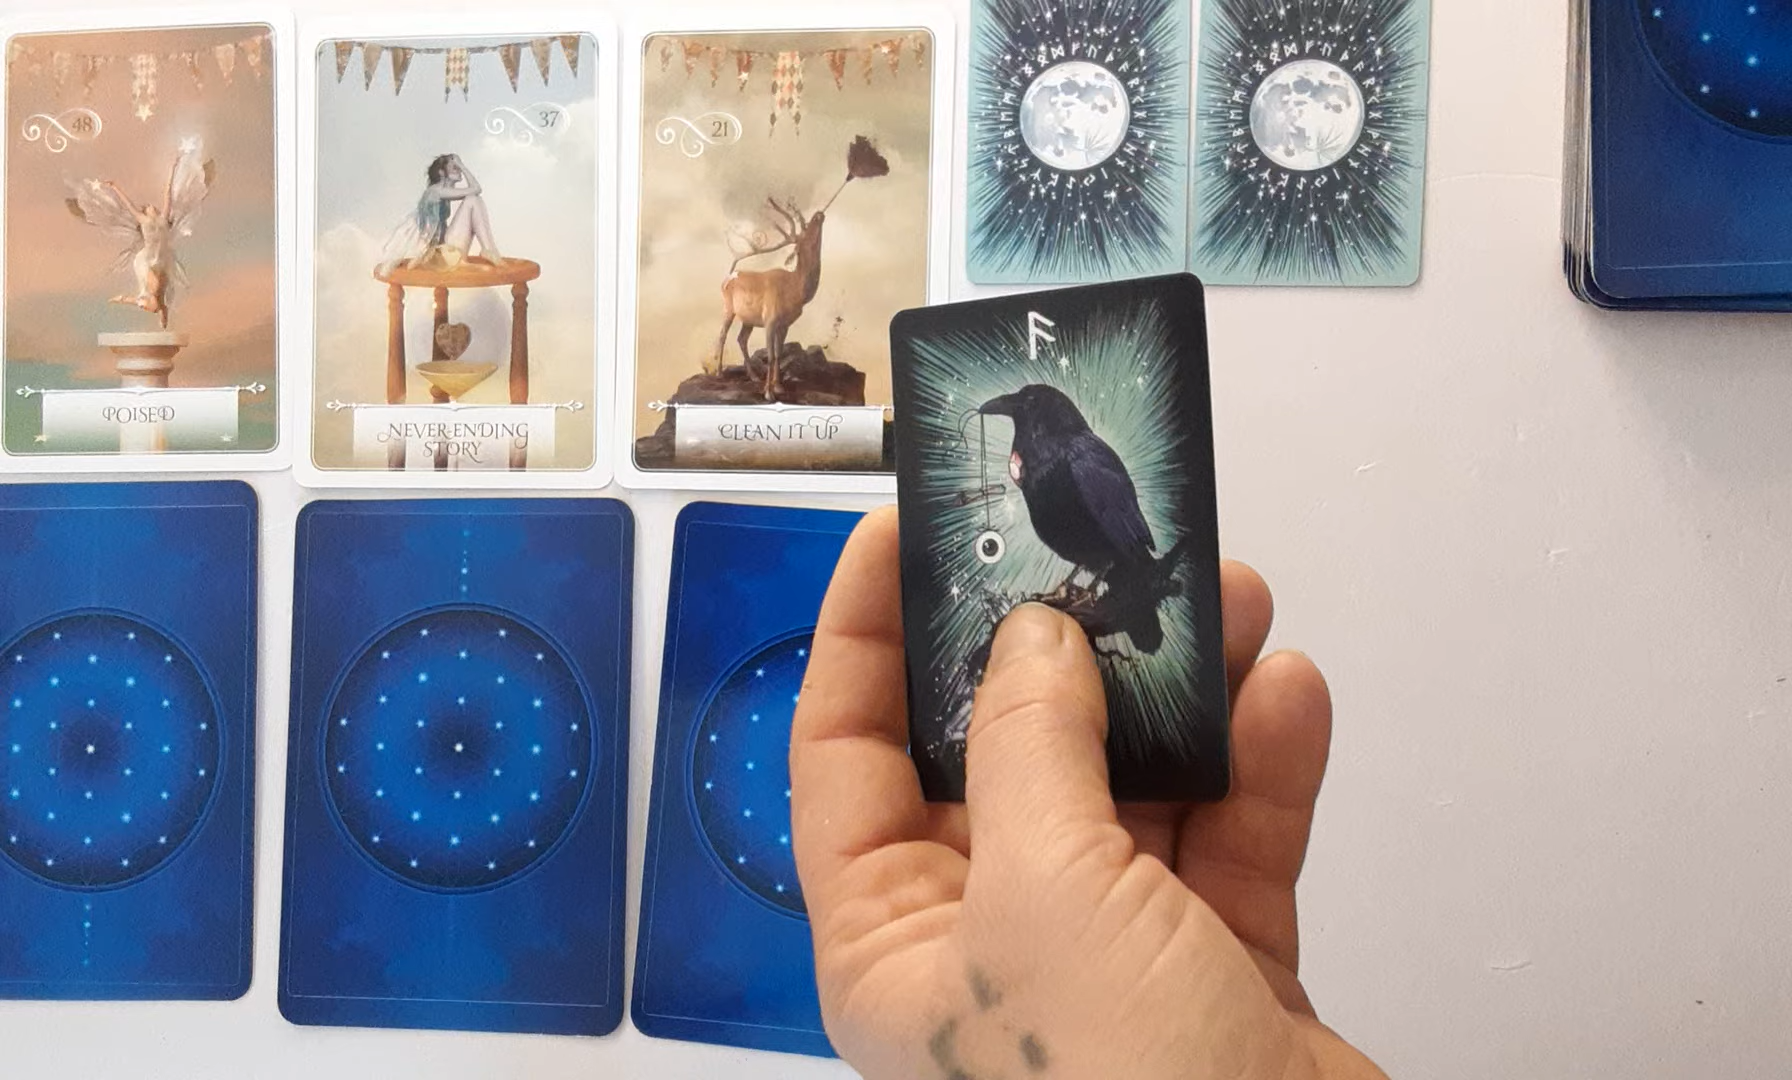 48
POISED
37
NEVER-ENDING
STORY
21
CLEAN IT UP
ᚨ